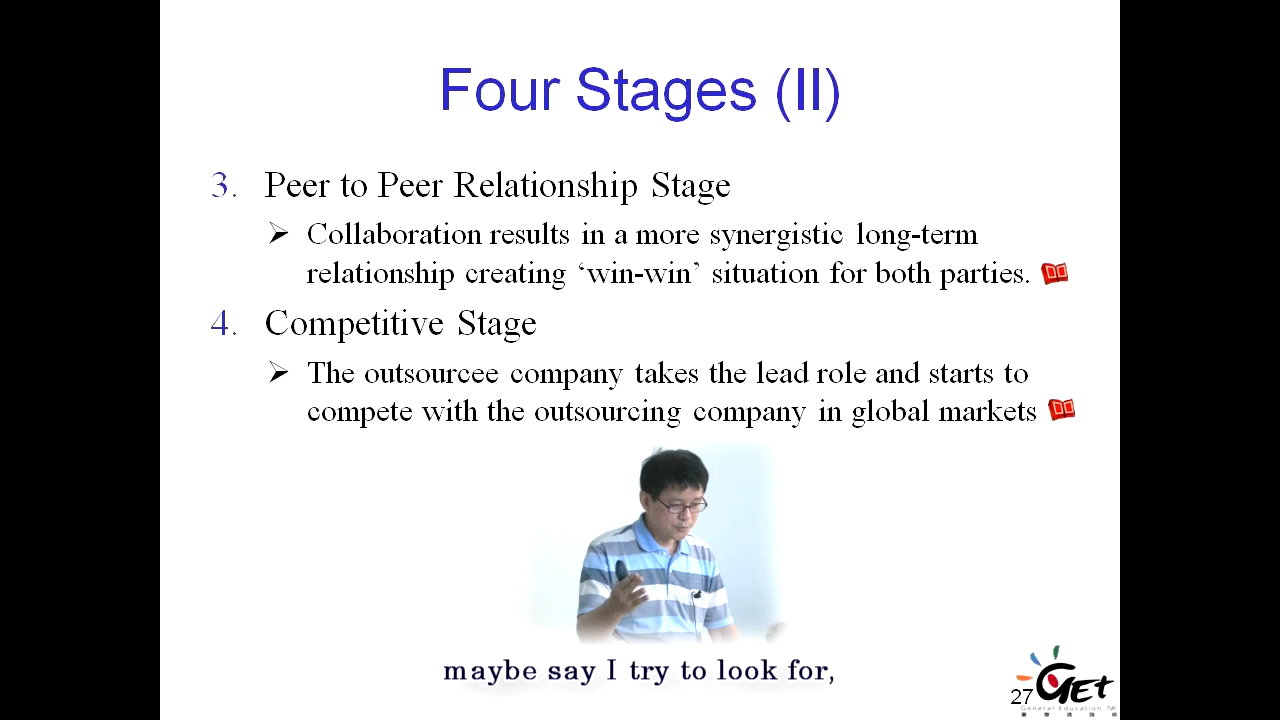 Four Stages (II)
3. Peer to Peer Relationship Stage
➢ Collaboration results in a more synergistic long-term
relationship creating ‘win-win’ situation for both parties.
4. Competitive Stage
➢ The outsourcee company takes the lead role and starts to
compete with the outsourcing company in global markets
maybe say I try to look for,
27
GET
General Education TW